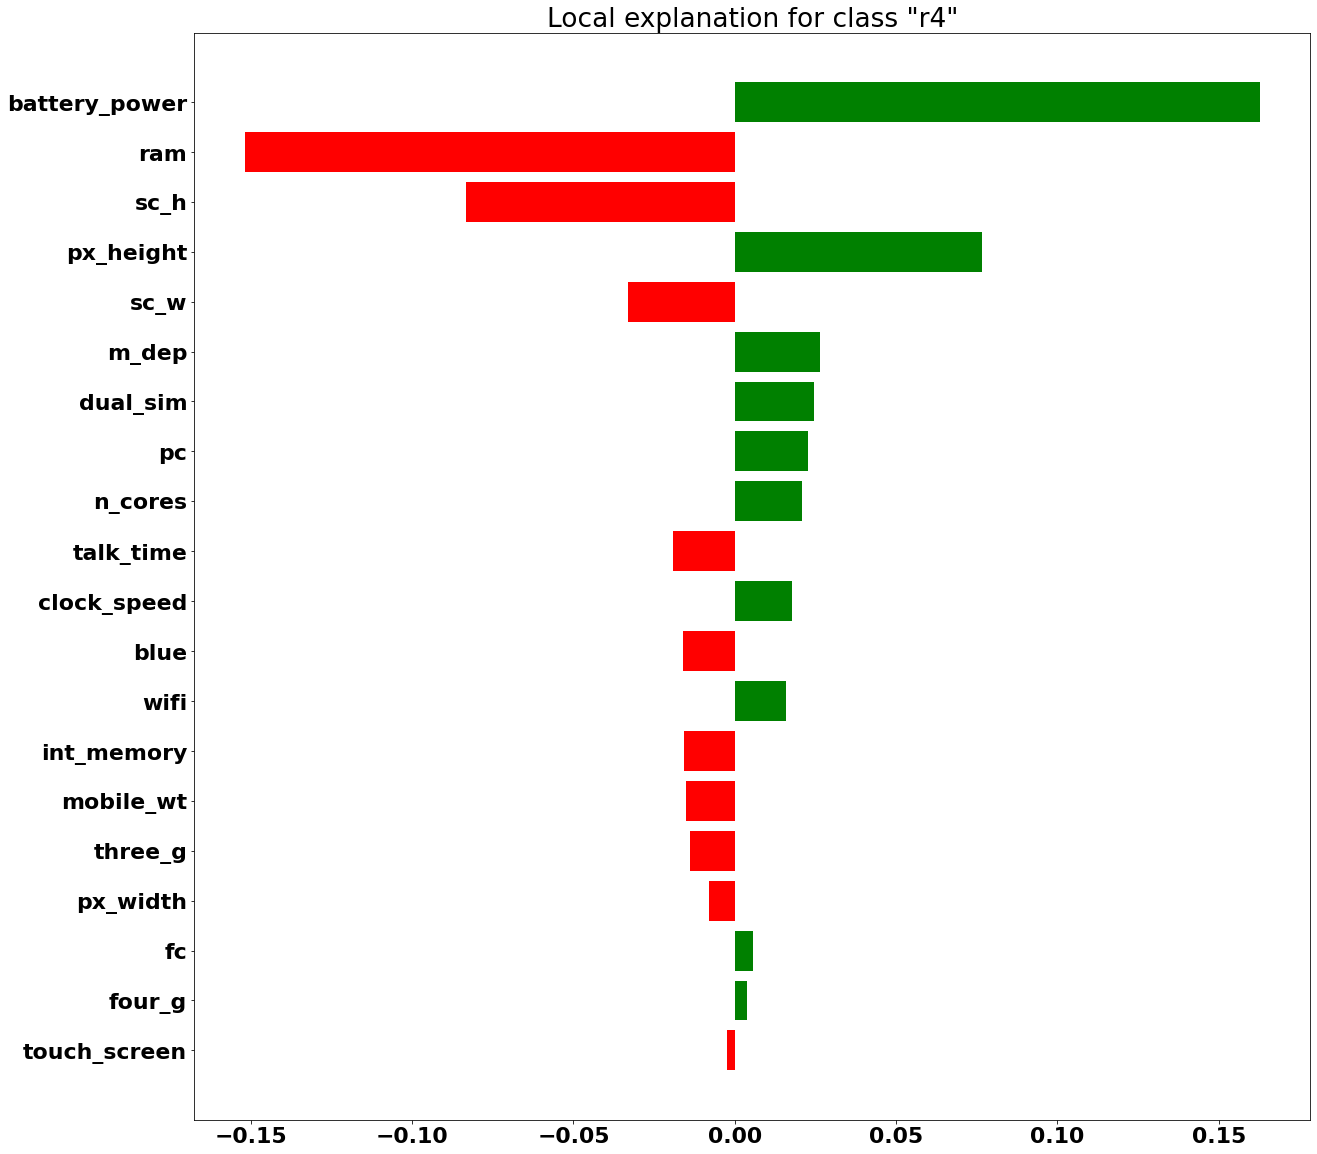 Local explanation for class "r4"
battery_power
ram
sc_h
px_height
sc_w
m_dep
dual_sim
pc
n_cores
talk_time
clock_speed
blue
wifi
int_memory
mobile_wt
three_g
px_width
fc
four_g
touch_screen
−0.15 −0.10 −0.05 0.00 0.05 0.10 0.15